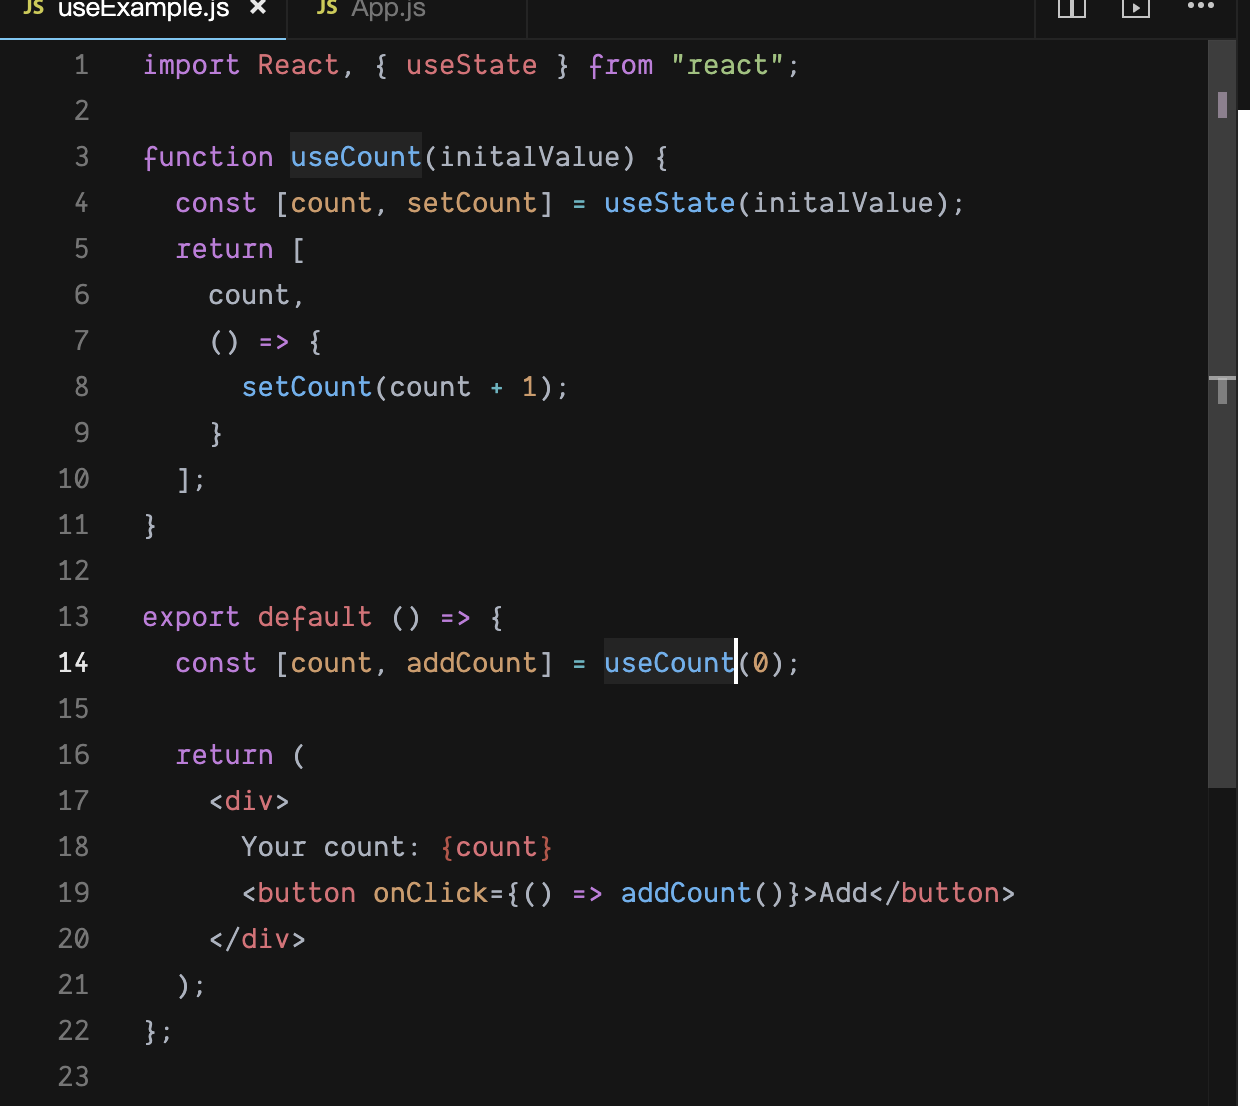 JS useExample.js × JS App.js
1 import React, { useState } from "react";
2
3 function useCount(initalValue) {
4 const [count, setCount] = useState(initalValue);
5 return [
6 count,
7 () => {
8 setCount(count + 1);
9 }
10 ];
11 }
12
13 export default () => {
14 const [count, addCount] = useCount(0);
15
16 return (
17 <div>
18 Your count: {count}
19 <button onClick={() => addCount()}>Add</button>
20 </div>
21 );
22 };
23